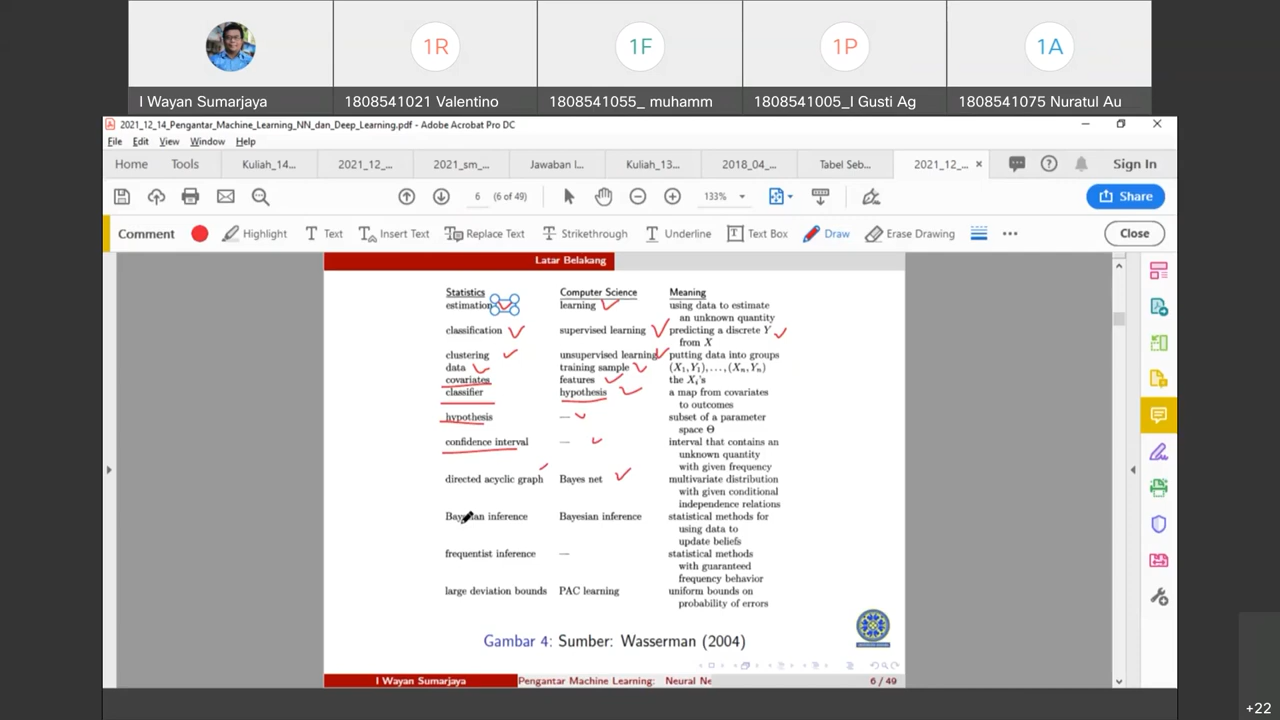 1R
1F
1P
1A
I Wayan Sumarjaya
1808541021 Valentino
1808541055_ muhamm
1808541005_I Gusti Ag
1808541075 Nuratul Au
2021_12_14_Pengantar_Machine_Learning_NN_dan_Deep_Learning.pdf - Adobe Acrobat Pro DC
File Edit View Window Help
Home Tools Kuliah_14... 2021_12_... 2021_sm_... Jawaban I... Kuliah_13... 2018_04_... Tabel Seb... 2021_12_... × Sign In
6 (6 of 49) 133% Share
Comment Highlight Text Insert Text Replace Text Strikethrough Underline Text Box Draw Erase Drawing Close
Latar Belakang
Statistics Computer Science Meaning
estimation learning using data to estimate
an unknown quantity
classification supervised learning predicting a discrete Y
from X
clustering unsupervised learning putting data into groups
data training sample (X1, Y1), . . . , (Xn, Yn)
covariates features the Xi's
classifier hypothesis a map from covariates
to outcomes
hypothesis — subset of a parameter
space Θ
confidence interval — interval that contains an
unknown quantity
with given frequency
directed acyclic graph Bayes net multivariate distribution
with given conditional
independence relations
Bayesian inference Bayesian inference statistical methods for
using data to
update beliefs
frequentist inference — statistical methods
with guaranteed
frequency behavior
large deviation bounds PAC learning uniform bounds on
probability of errors
Gambar 4: Sumber: Wasserman (2004)
I Wayan Sumarjaya Pengantar Machine Learning: Neural Ne 6 / 49
+22